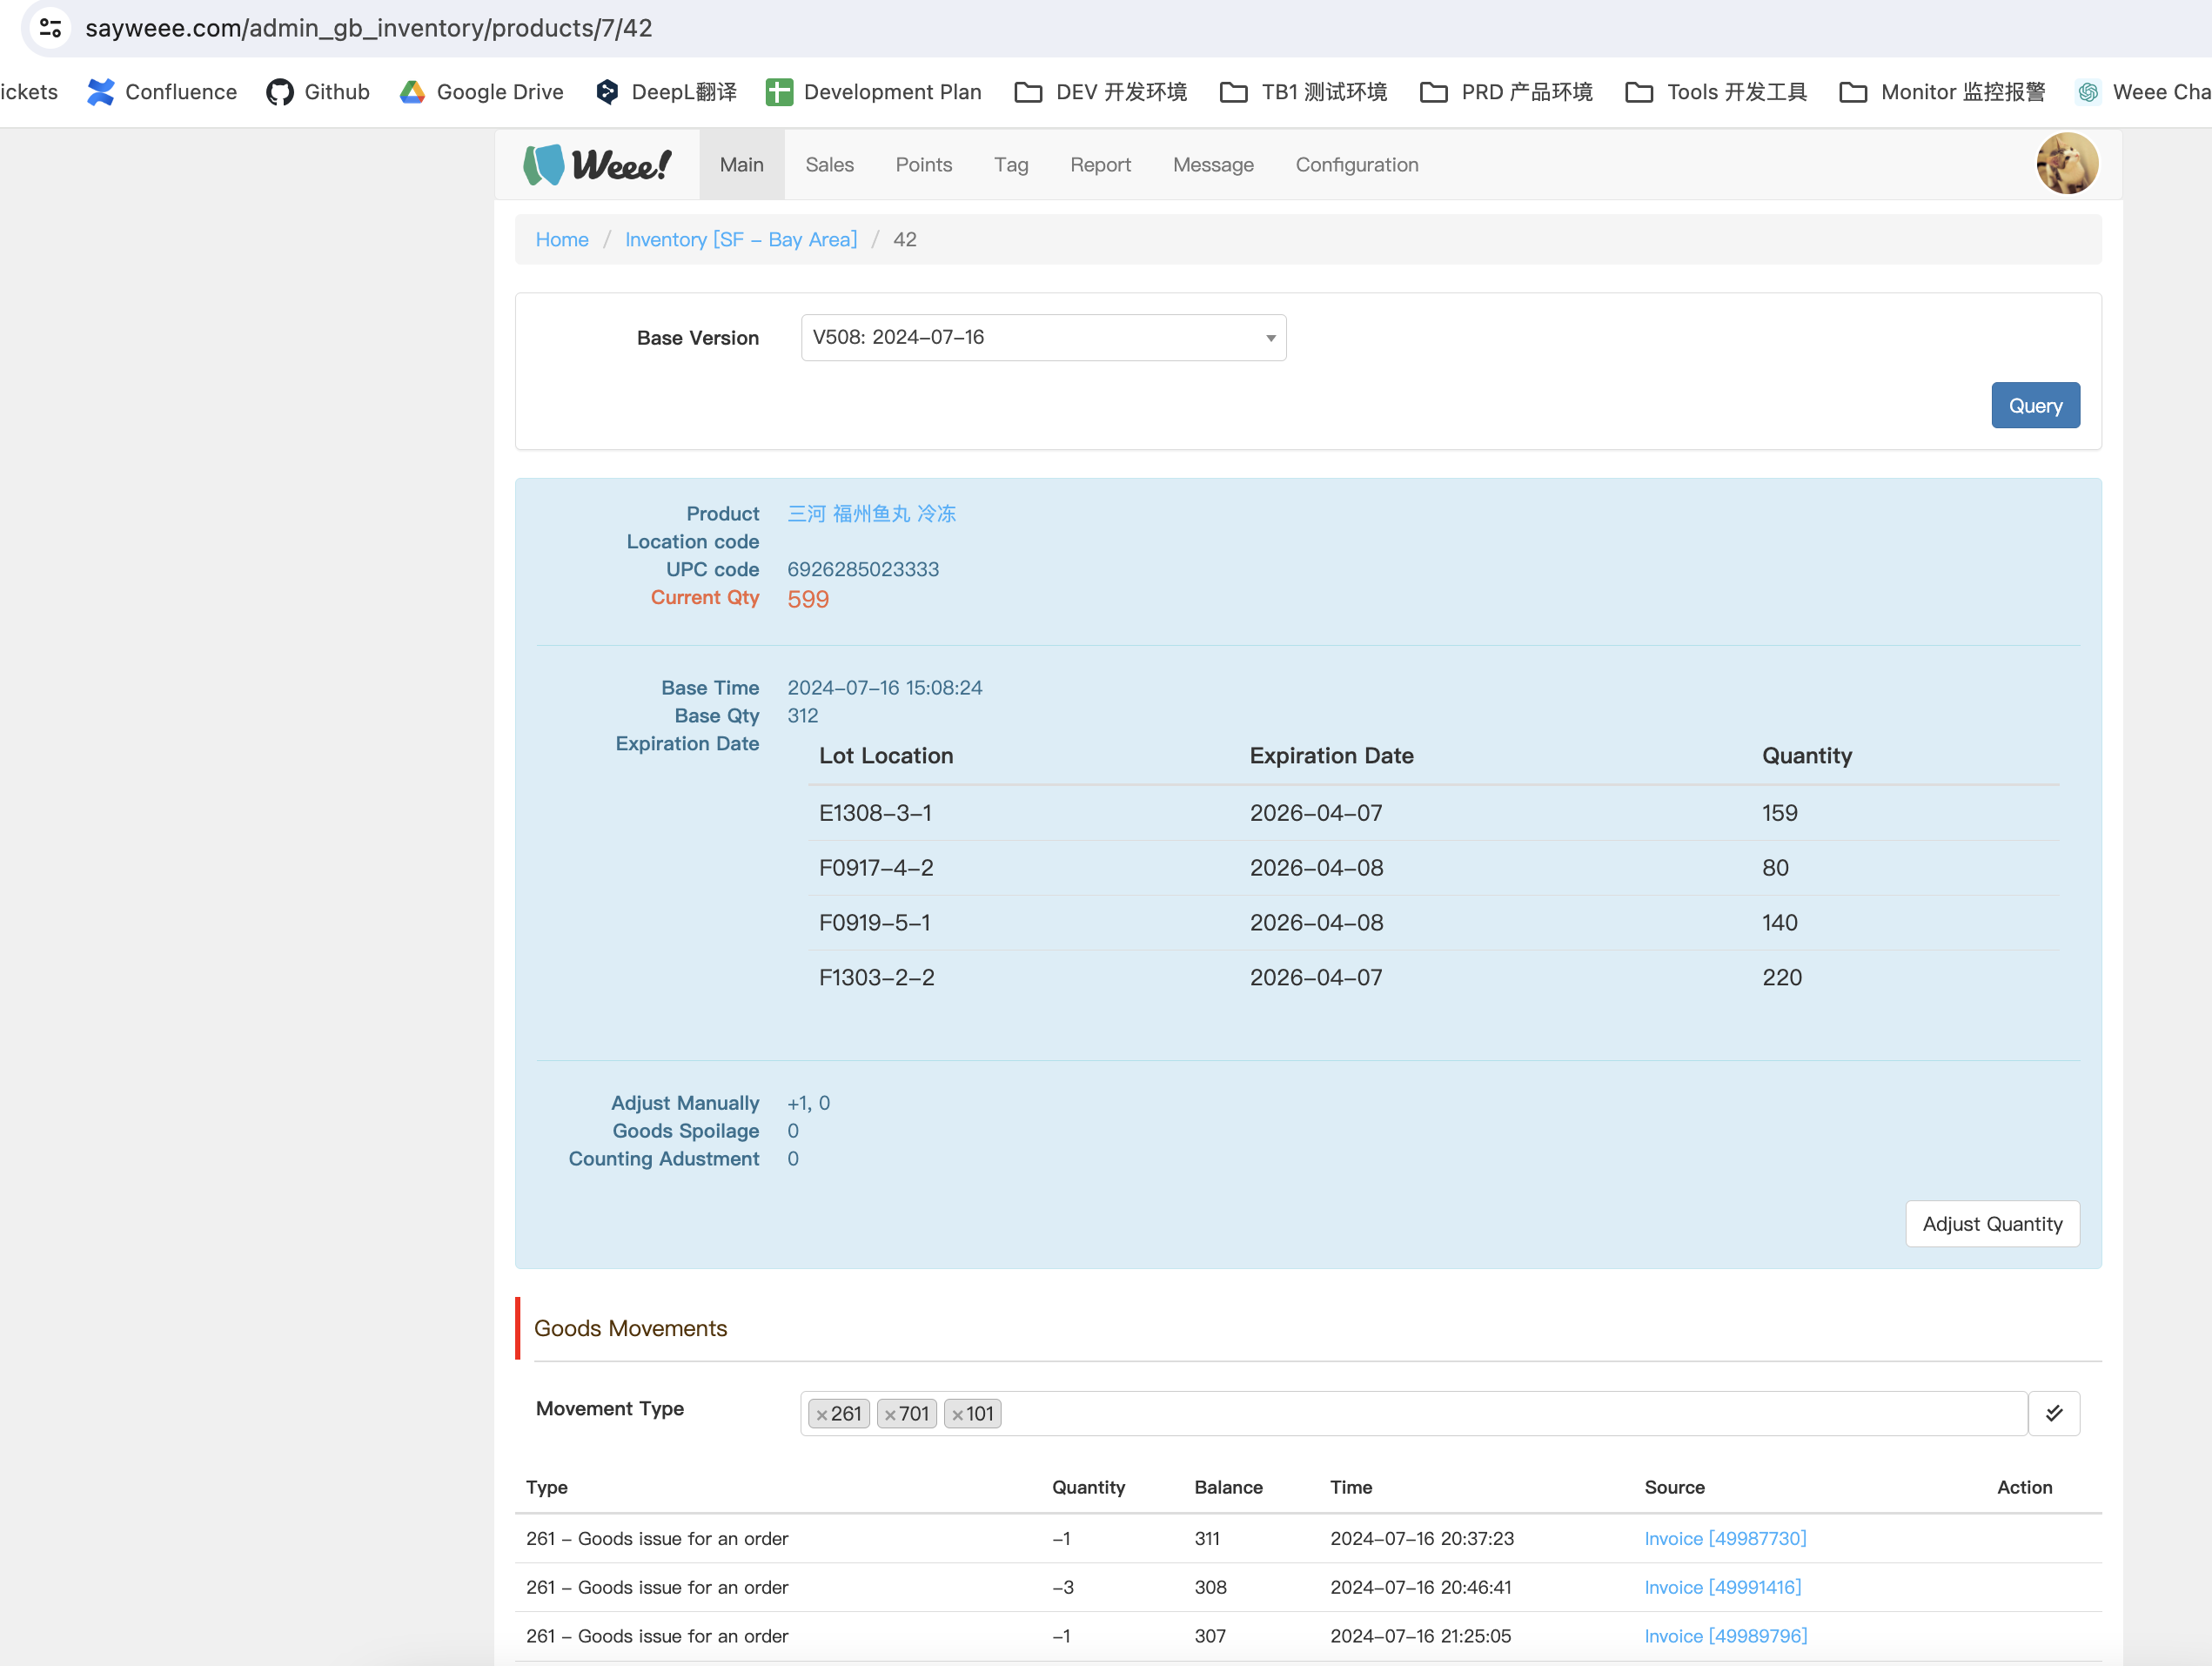 sayweee.com/admin_gb_inventory/products/7/42
ickets Confluence Github Google Drive DeepL翻译 Development Plan DEV 开发环境 TB1 测试环境 PRD 产品环境 Tools 开发工具 Monitor 监控报警 Weee Cha
Weee! Main Sales Points Tag Report Message Configuration
Home / Inventory [SF - Bay Area] / 42
Base Version V508: 2024-07-16
Query
Product 三河 福州鱼丸 冷冻
Location code
UPC code 6926285023333
Current Qty 599
Base Time 2024-07-16 15:08:24
Base Qty 312
Expiration Date
Lot Location Expiration Date Quantity
E1308-3-1 2026-04-07 159
F0917-4-2 2026-04-08 80
F0919-5-1 2026-04-08 140
F1303-2-2 2026-04-07 220
Adjust Manually +1, 0
Goods Spoilage 0
Counting Adustment 0
Adjust Quantity
Goods Movements
Movement Type ×261 ×701 ×101
Type Quantity Balance Time Source Action
261 - Goods issue for an order -1 311 2024-07-16 20:37:23 Invoice [49987730]
261 - Goods issue for an order -3 308 2024-07-16 20:46:41 Invoice [49991416]
261 - Goods issue for an order -1 307 2024-07-16 21:25:05 Invoice [49989796]